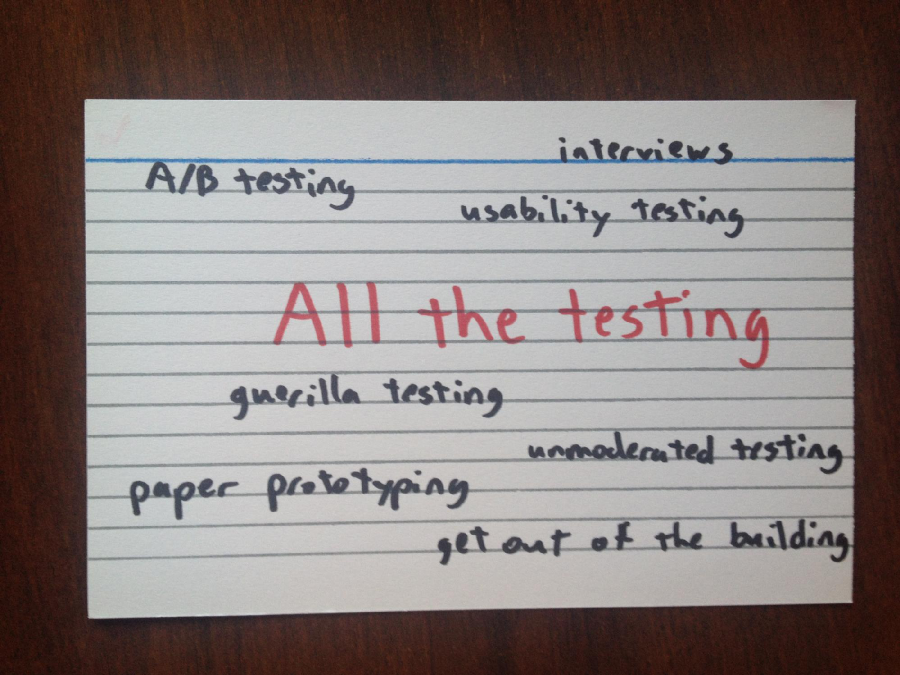 interviews
A/B testing
usability testing
All the testing
guerilla testing
unmoderated testing
paper prototyping
get out of the building